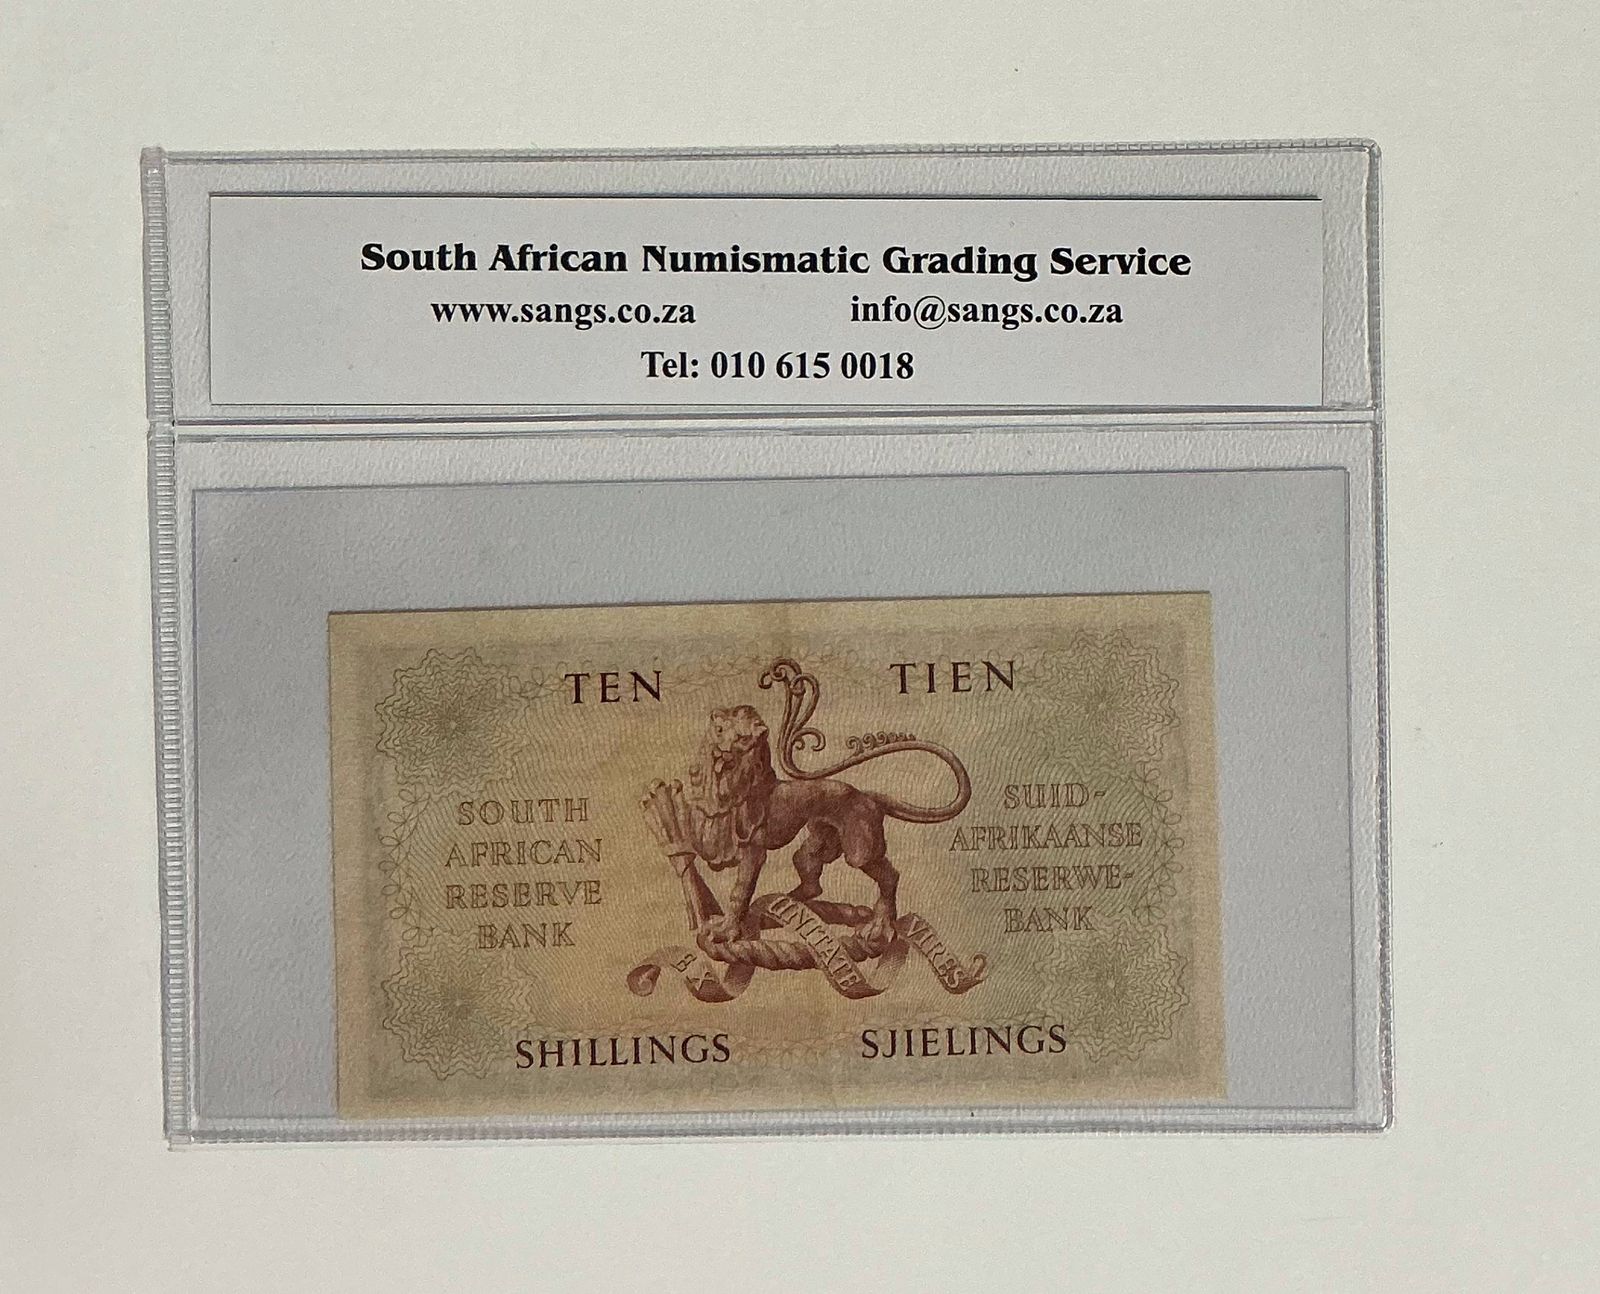 South African Numismatic Grading Service
www.sangs.co.za info@sangs.co.za
Tel: 010 615 0018
TEN TIEN
SOUTH
AFRICAN
RESERVE
BANK
SUID-
AFRIKAANSE
RESERWE-
BANK
EX UNITATE VIRES
SHILLINGS SJIELINGS